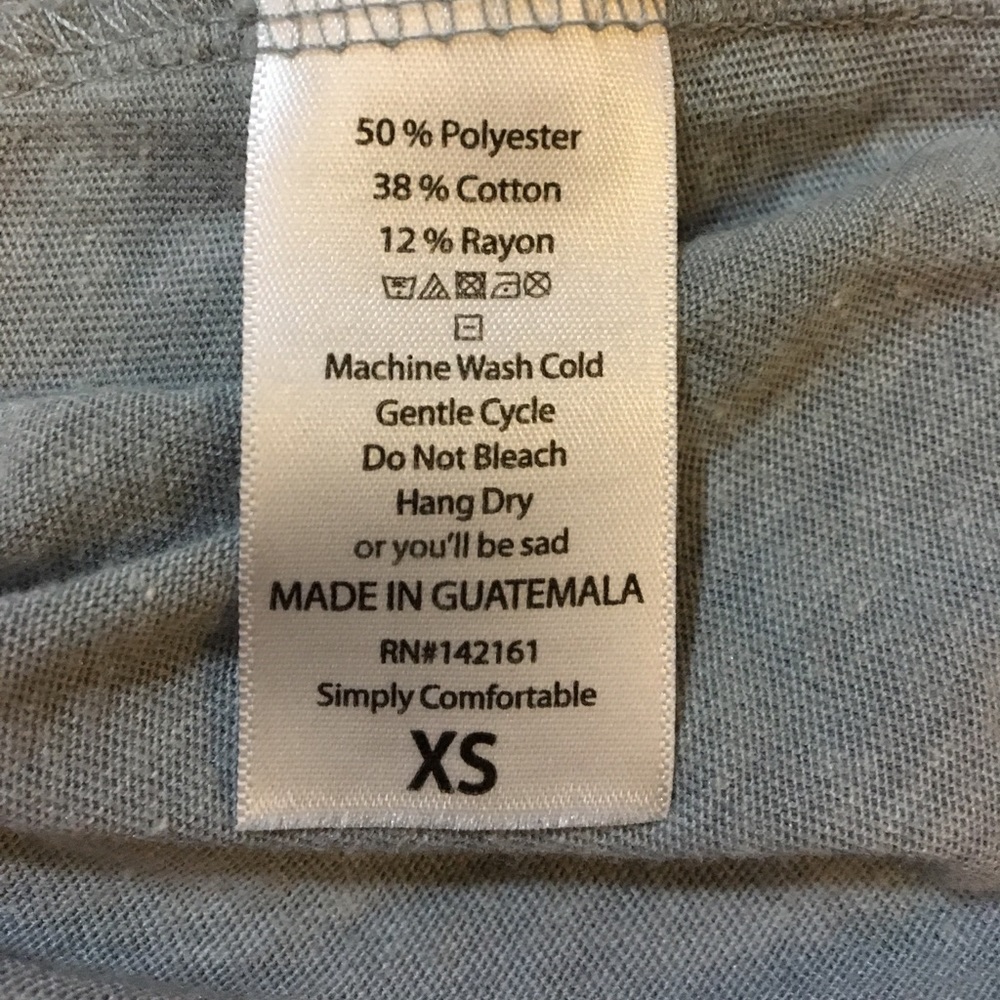 50 % Polyester
38 % Cotton
12 % Rayon
Machine Wash Cold
Gentle Cycle
Do Not Bleach
Hang Dry
or you'll be sad
MADE IN GUATEMALA
RN#142161
Simply Comfortable
XS